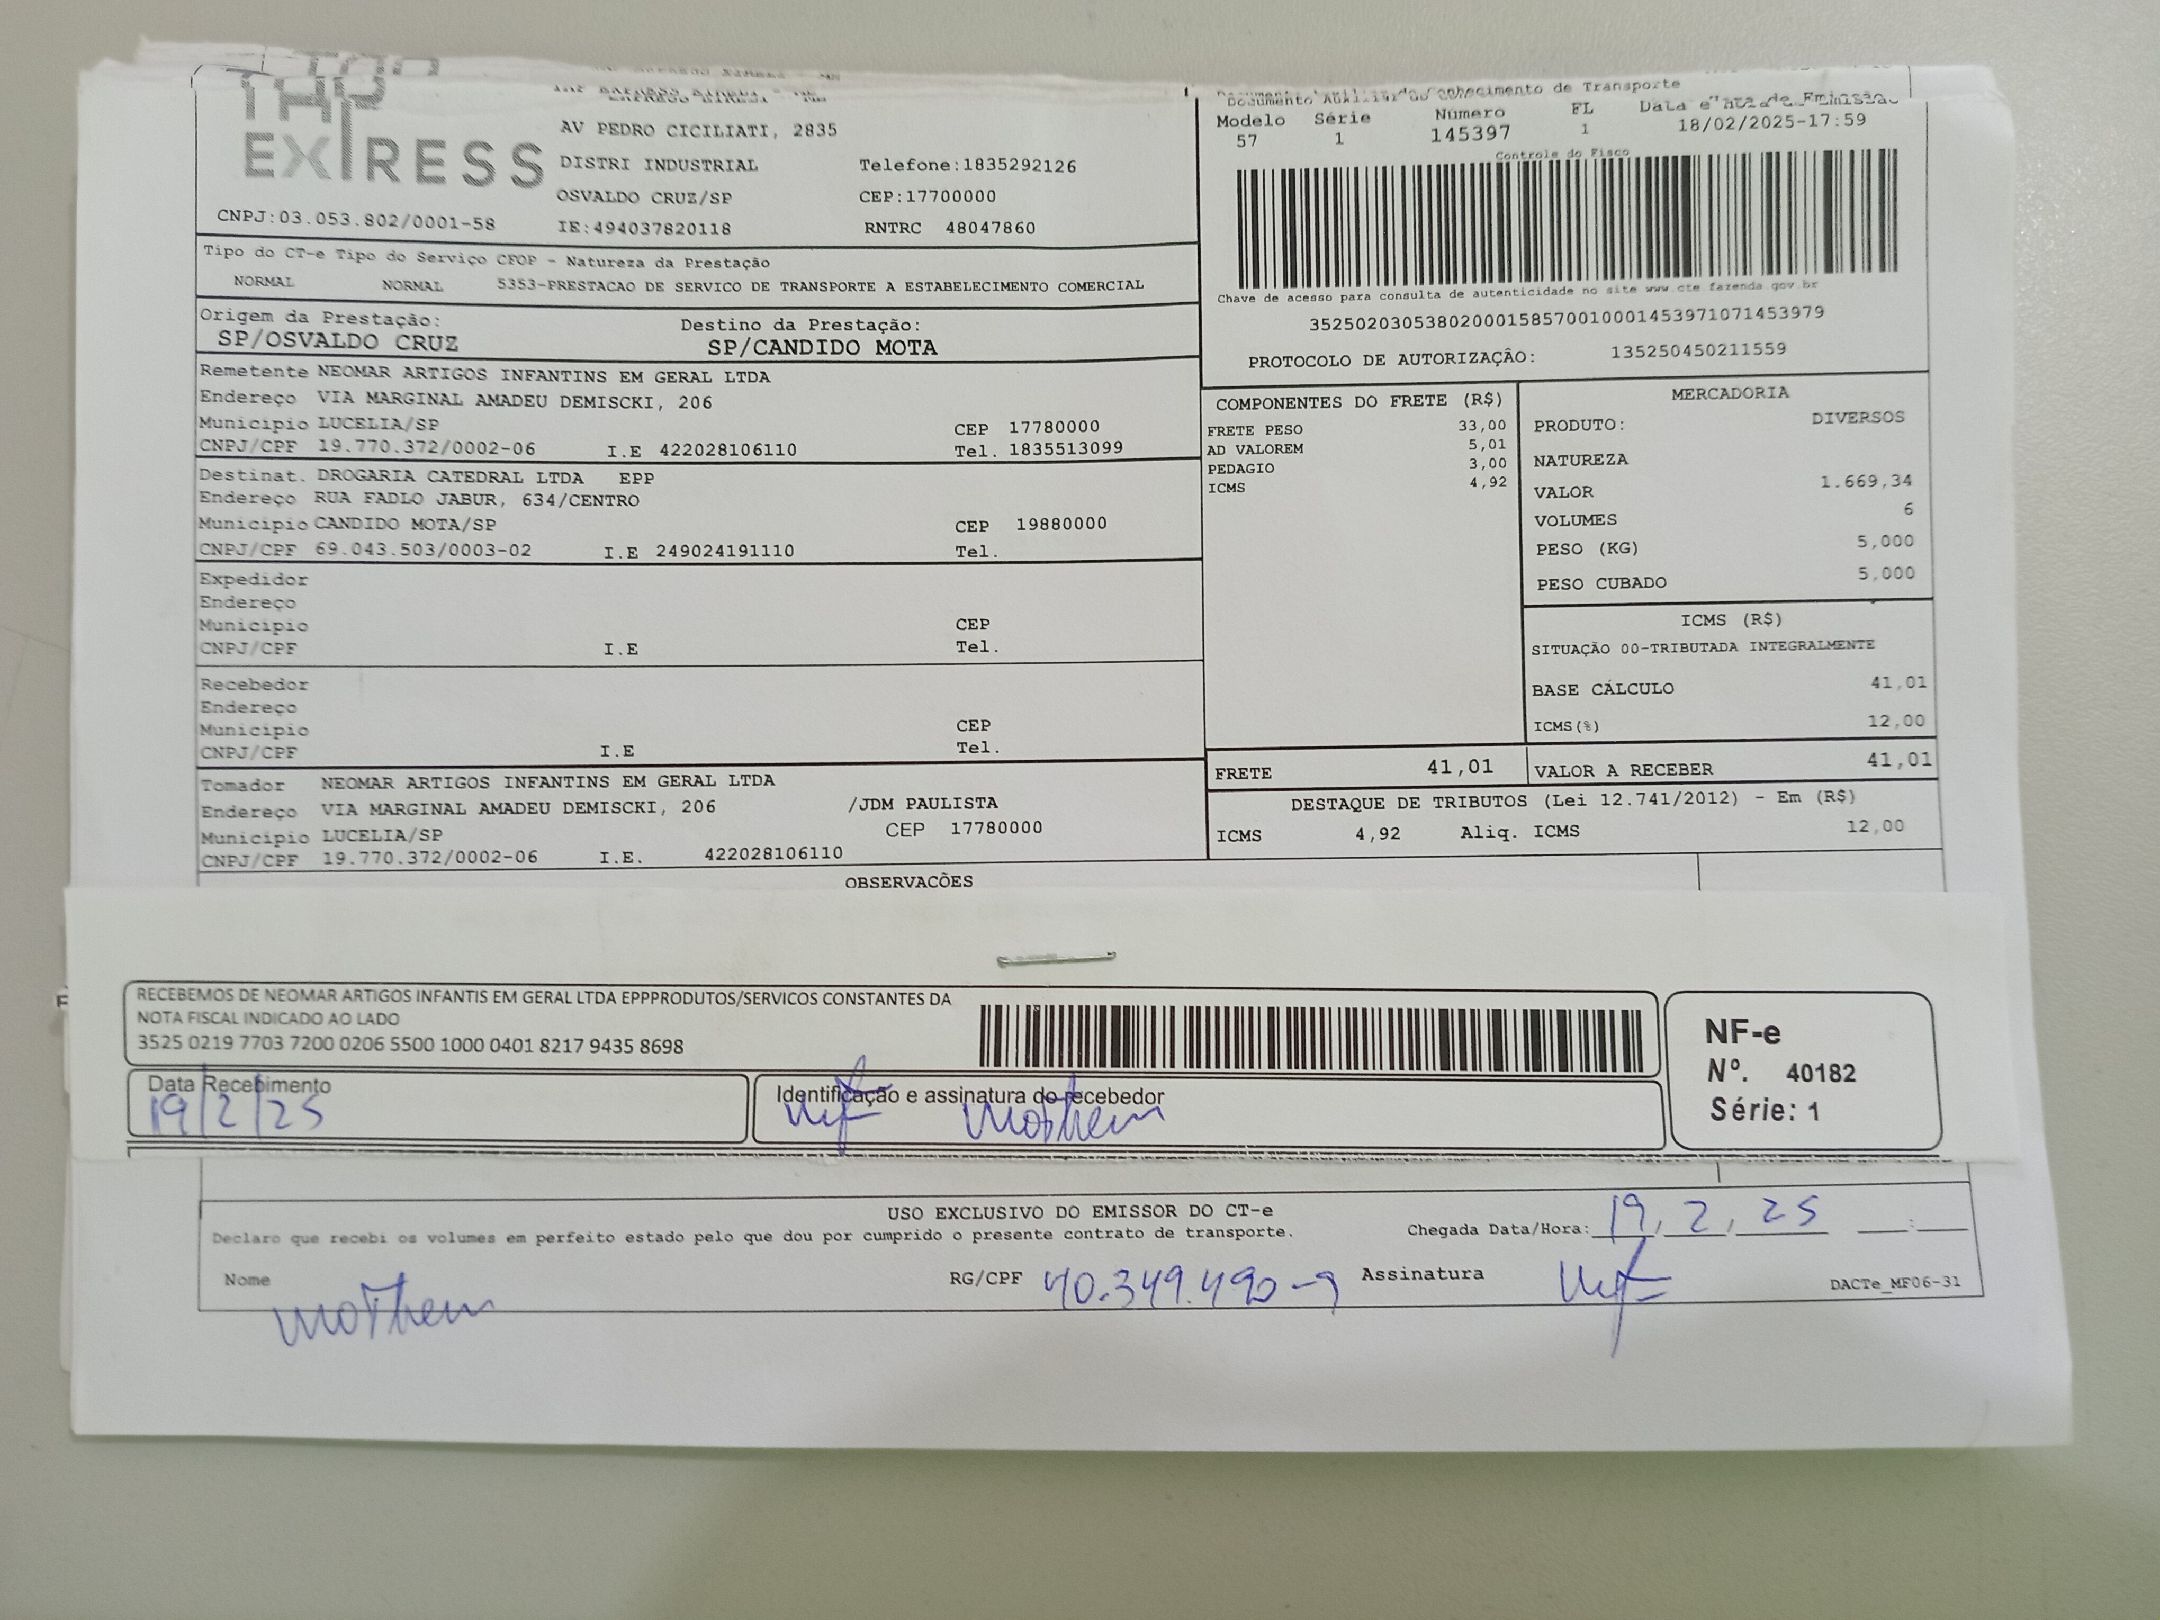 EXPRESS
AV PEDRO CICILIATI, 2835
DISTRI INDUSTRIAL Telefone:1835292126
OSVALDO CRUZ/SP CEP:17700000
CNPJ:03.053.802/0001-58 IE:494037820118 RNTRC 48047860
Documento Auxiliar do Conhecimento de Transporte
Modelo Série Número FL Data e Hora de Emissão
57 1 145397 1 18/02/2025-17:59
Controle do Fisco
Chave de acesso para consulta de autenticidade no site www.cte.fazenda.gov.br
35250203053802000158570010001453971071453979
PROTOCOLO DE AUTORIZAÇÃO: 135250450211559
Tipo do CT-e Tipo do Serviço CFOP - Natureza da Prestação
NORMAL NORMAL 5353-PRESTACAO DE SERVICO DE TRANSPORTE A ESTABELECIMENTO COMERCIAL
Origem da Prestação: Destino da Prestação:
SP/OSVALDO CRUZ SP/CANDIDO MOTA
Remetente NEOMAR ARTIGOS INFANTINS EM GERAL LTDA
Endereço VIA MARGINAL AMADEU DEMISCKI, 206
Municipio LUCELIA/SP CEP 17780000
CNPJ/CPF 19.770.372/0002-06 I.E 422028106110 Tel. 1835513099
Destinat. DROGARIA CATEDRAL LTDA EPP
Endereço RUA FADLO JABUR, 634/CENTRO
Municipio CANDIDO MOTA/SP CEP 19880000
CNPJ/CPF 69.043.503/0003-02 I.E 249024191110 Tel.
Expedidor
Endereço
Municipio CEP
CNPJ/CPF I.E Tel.
Recebedor
Endereço
Municipio CEP
CNPJ/CPF I.E Tel.
Tomador NEOMAR ARTIGOS INFANTINS EM GERAL LTDA
Endereço VIA MARGINAL AMADEU DEMISCKI, 206 /JDM PAULISTA
Municipio LUCELIA/SP CEP 17780000
CNPJ/CPF 19.770.372/0002-06 I.E. 422028106110
COMPONENTES DO FRETE (R$)
FRETE PESO 33,00
AD VALOREM 5,01
PEDAGIO 3,00
ICMS 4,92
MERCADORIA
PRODUTO: DIVERSOS
NATUREZA
VALOR 1.669,34
VOLUMES 6
PESO (KG) 5,000
PESO CUBADO 5,000
ICMS (R$)
SITUAÇÃO 00-TRIBUTADA INTEGRALMENTE
BASE CÁLCULO 41,01
ICMS(%) 12,00
FRETE 41,01 VALOR A RECEBER 41,01
DESTAQUE DE TRIBUTOS (Lei 12.741/2012) - Em (R$)
ICMS 4,92 Aliq. ICMS 12,00
OBSERVACÕES
RECEBEMOS DE NEOMAR ARTIGOS INFANTIS EM GERAL LTDA EPPPRODUTOS/SERVICOS CONSTANTES DA
NOTA FISCAL INDICADO AO LADO
3525 0219 7703 7200 0206 5500 1000 0401 8217 9435 8698
Data Recebimento
19/2/25
Identificação e assinatura do recebedor
NF-e
Nº. 40182
Série: 1
USO EXCLUSIVO DO EMISSOR DO CT-e
Declaro que recebi os volumes em perfeito estado pelo que dou por cumprido o presente contrato de transporte.
Chegada Data/Hora: 19, 2, 25 :
Nome RG/CPF 40.349.490-9 Assinatura
DACTe_MF06-31